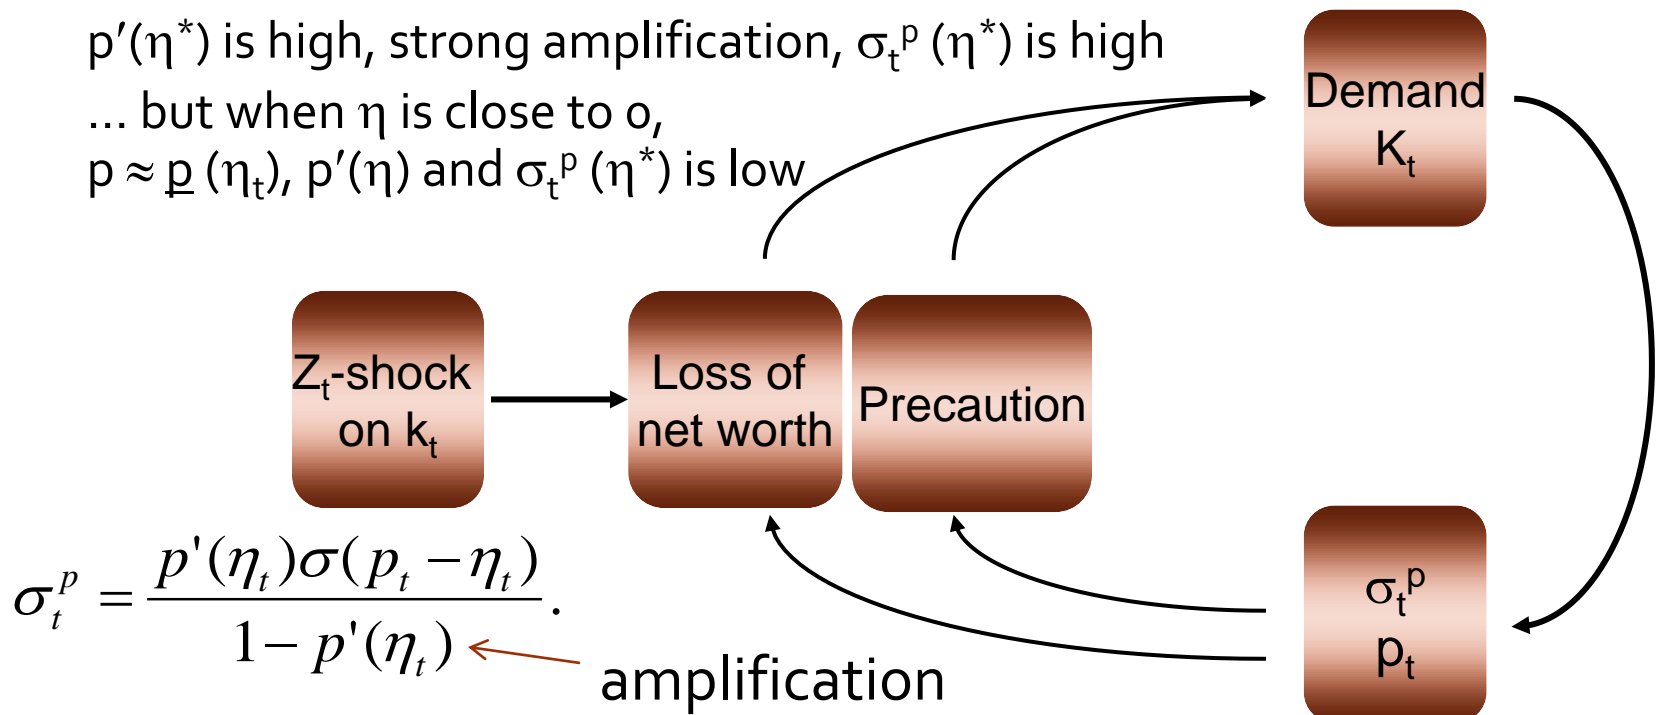 p′(η*) is high, strong amplification, σₜᵖ (η*) is high
... but when η is close to 0,
p ≈ p̲ (ηₜ), p′(η) and σₜᵖ (η*) is low
Demand
Kₜ
Zₜ-shock
on kₜ
Loss of
net worth
Precaution
σₜᵖ = p'(ηₜ)σ(pₜ − ηₜ) / 1 − p'(ηₜ) .
amplification
σₜᵖ
pₜ